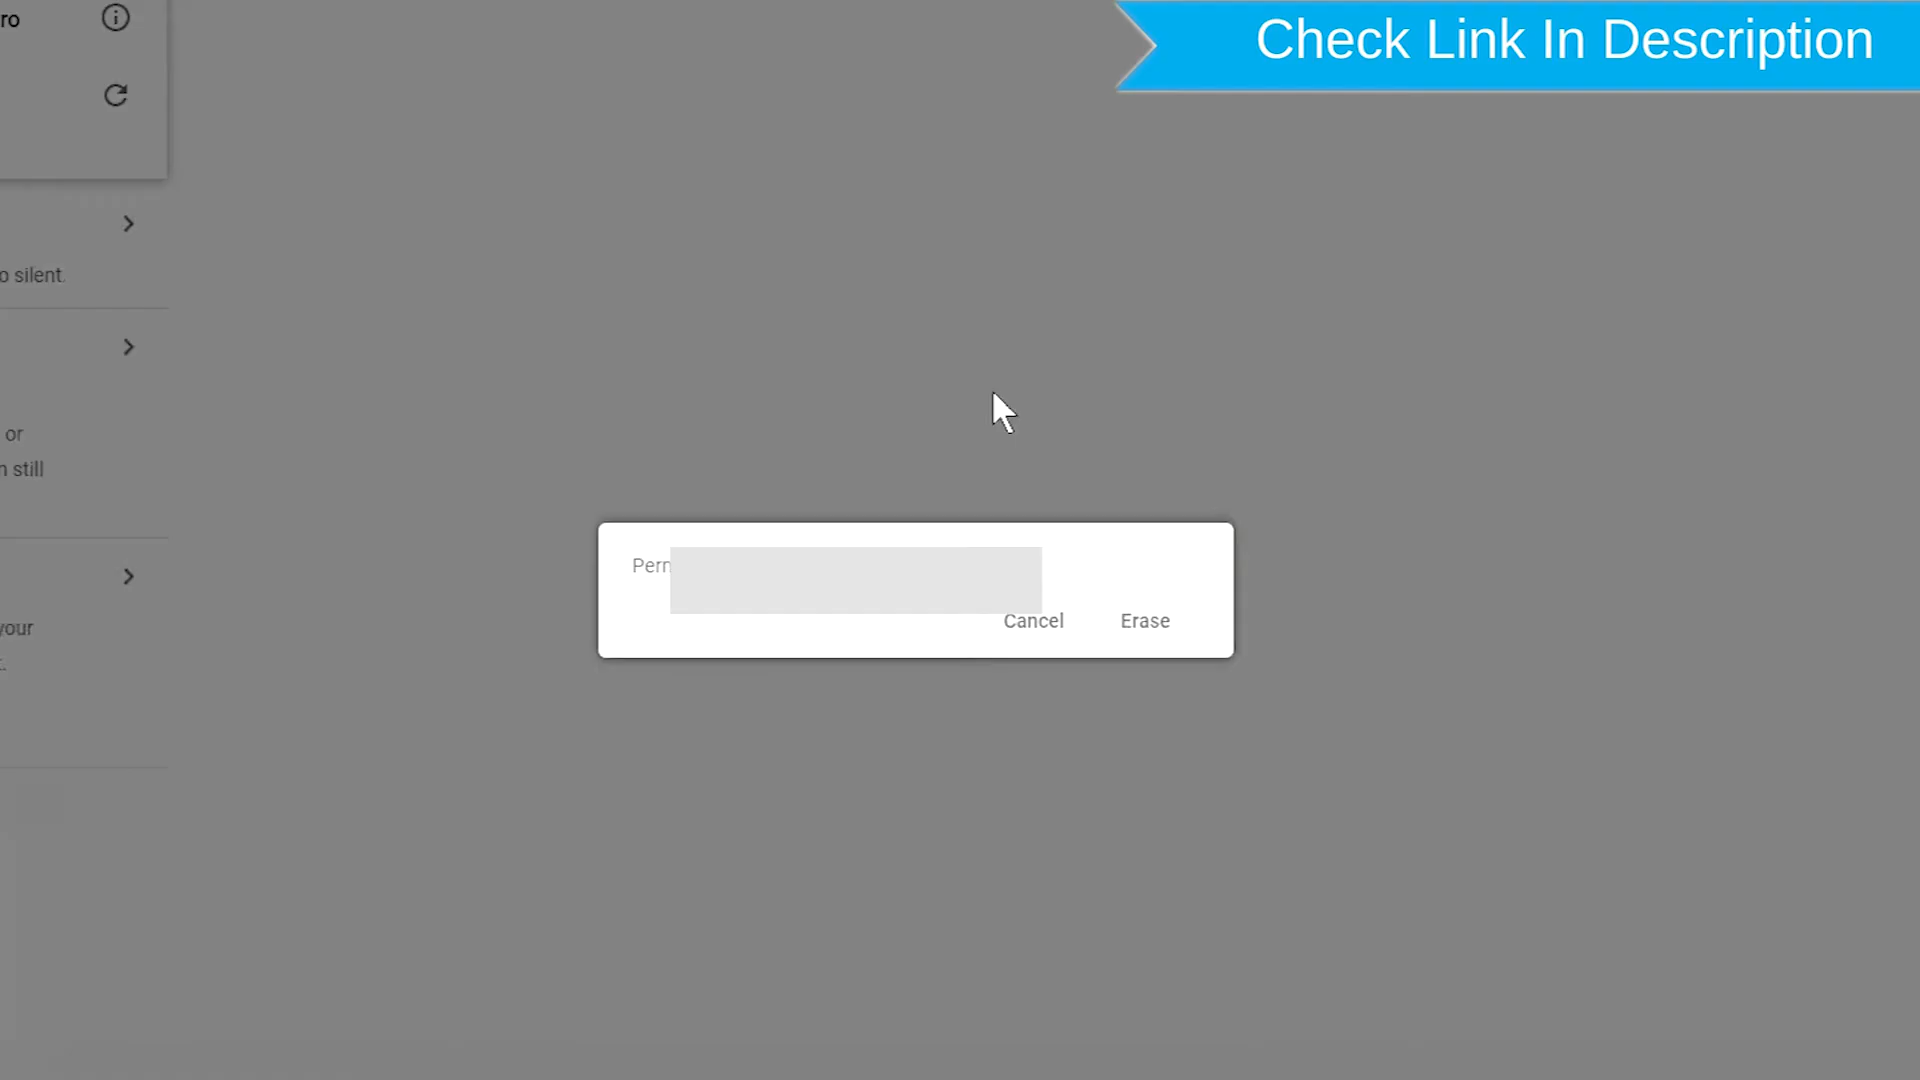 ro
Check Link In Description
o silent.
or
n still
Pern
Cancel Erase
your
t.